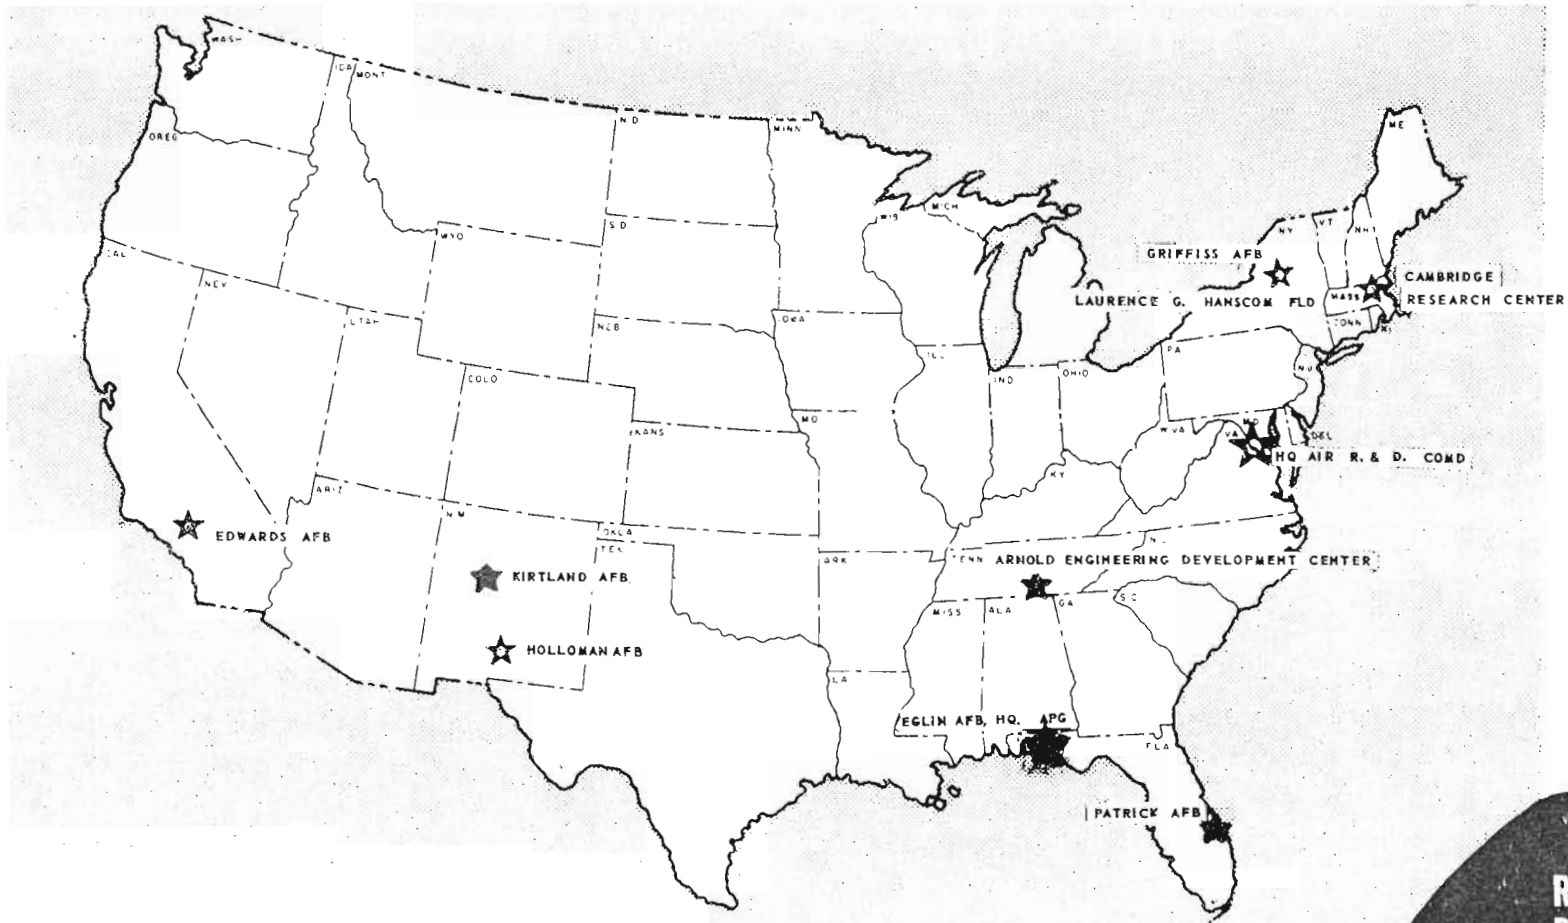 WASH
IDA
MONT
N D
MINN
ME
OREG
WIS
MICH
S D
WYO
NY
VT
NH
CAL
GRIFFISS AFB
NEV
CAMBRIDGE
LAURENCE G. HANSCOM FLD
MASS
RESEARCH CENTER
UTAH
NEB
IOWA
CONN
RI
PA
ILL
COLO
IND
OHIO
NJ
MO
KANS
W VA
VA
MD
DEL
HQ AIR R. & D. COMD
KY
ARIZ
N M
EDWARDS AFB
OKLA
TEX
KIRTLAND AFB
ARK
TENN
ARNOLD ENGINEERING DEVELOPMENT CENTER
MISS
ALA
GA
S C
HOLLOMAN AFB
LA
EGLIN AFB, HQ. APG
FLA
PATRICK AFB